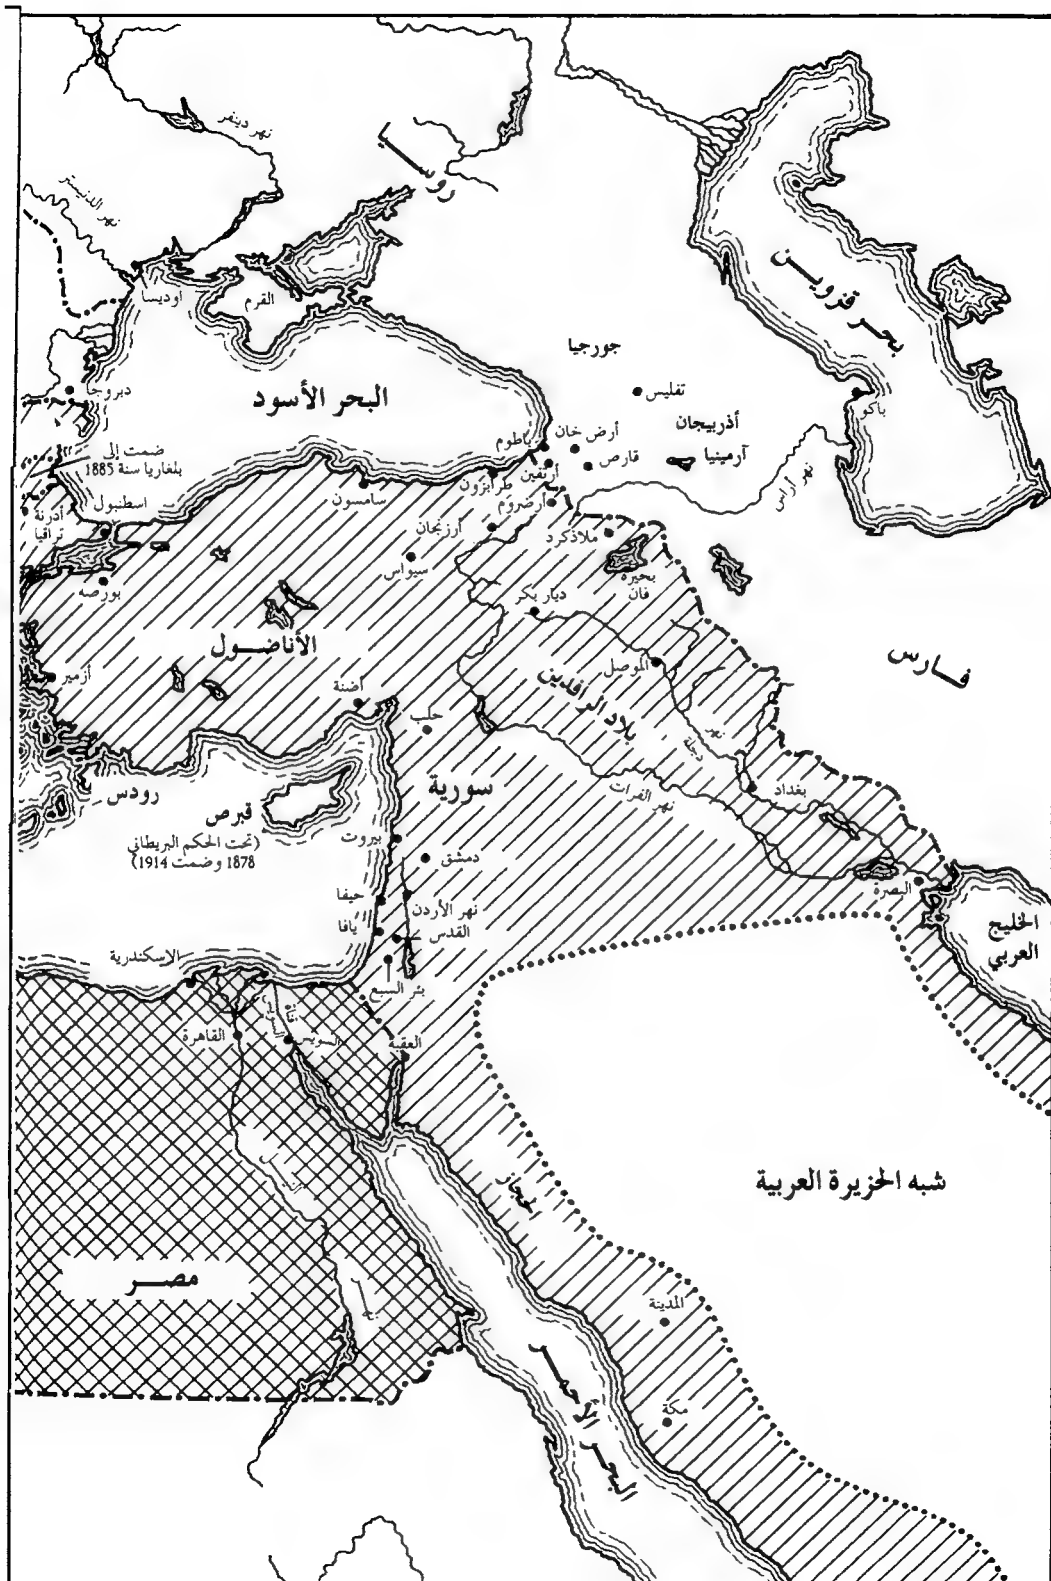 نهر دينفر
روسيا
نهر الدنيستر
اوديسا
القرم
بحر قزوين
جورجيا
دبروجا
البحر الأسود
تفليس
باكو
أذربيجان
أرض خان
باطوم
آرمينيا
قارص
أرتفين
ضمت إلى
بلغاريا سنة 1885
نهر أراس
طرابزون
سامسون
اسطنبول
أدرنة
تراقيا
أرضروم
أرزنجان
ملاذكرد
سيواس
بحيرة
فان
بورصه
ديار بكر
الأناضول
الموصل
فارس
بلاد الرافدين
أزمير
أضنة
حلب
نهر
دجلة
سورية
رودس
بغداد
نهر الفرات
قبرص
(تحت الحكم البريطاني
1878 وضمت 1914)
بيروت
دمشق
البصرة
حيفا
نهر الأردن
يافا
القدس
الخليج
العربي
الإسكندرية
بئر السبع
القاهرة
السويس
العقبة
شبه الجزيرة العربية
مصر
المدينة
البحر الأحمر
مكة